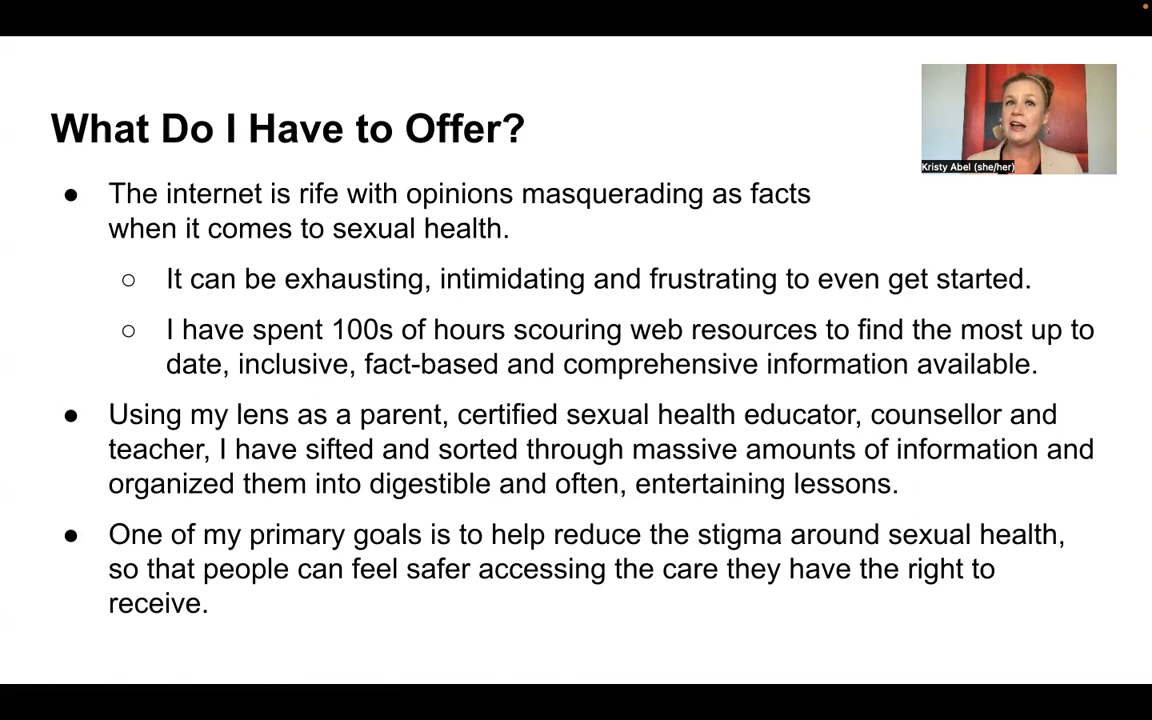 What Do I Have to Offer?
Kristy Abel (she/her)
● The internet is rife with opinions masquerading as facts
when it comes to sexual health.
○ It can be exhausting, intimidating and frustrating to even get started.
○ I have spent 100s of hours scouring web resources to find the most up to
date, inclusive, fact-based and comprehensive information available.
● Using my lens as a parent, certified sexual health educator, counsellor and
teacher, I have sifted and sorted through massive amounts of information and
organized them into digestible and often, entertaining lessons.
● One of my primary goals is to help reduce the stigma around sexual health,
so that people can feel safer accessing the care they have the right to
receive.